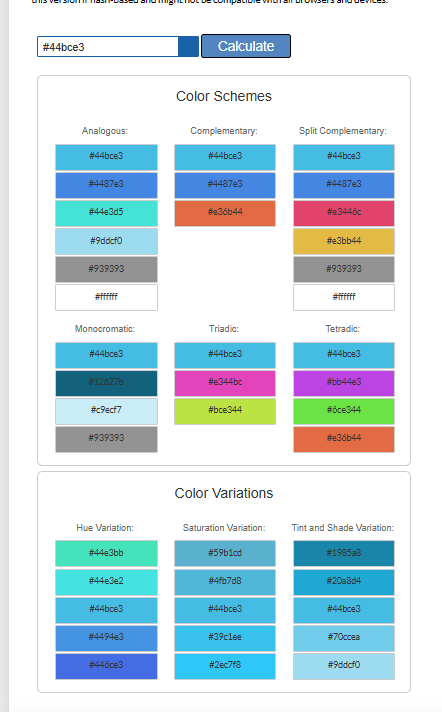 this version if flash-based and might not be compatible with all browsers and devices.
#44bce3
Calculate
Color Schemes
Analogous: Complementary: Split Complementary:
#44bce3 #44bce3 #44bce3
#4487e3 #4487e3 #4487e3
#44e3d5 #e36b44 #e3446c
#9ddcf0 #e3bb44
#939393 #939393
#ffffff #ffffff
Monocromatic: Triadic: Tetradic:
#44bce3 #44bce3 #44bce3
#12627b #e344bc #bb44e3
#c9ecf7 #bce344 #6ce344
#939393 #e36b44
Color Variations
Hue Variation: Saturation Variation: Tint and Shade Variation:
#44e3bb #59b1cd #1985a8
#44e3e2 #4fb7d8 #20a8d4
#44bce3 #44bce3 #44bce3
#4494e3 #39c1ee #70ccea
#446ce3 #2ec7f8 #9ddcf0